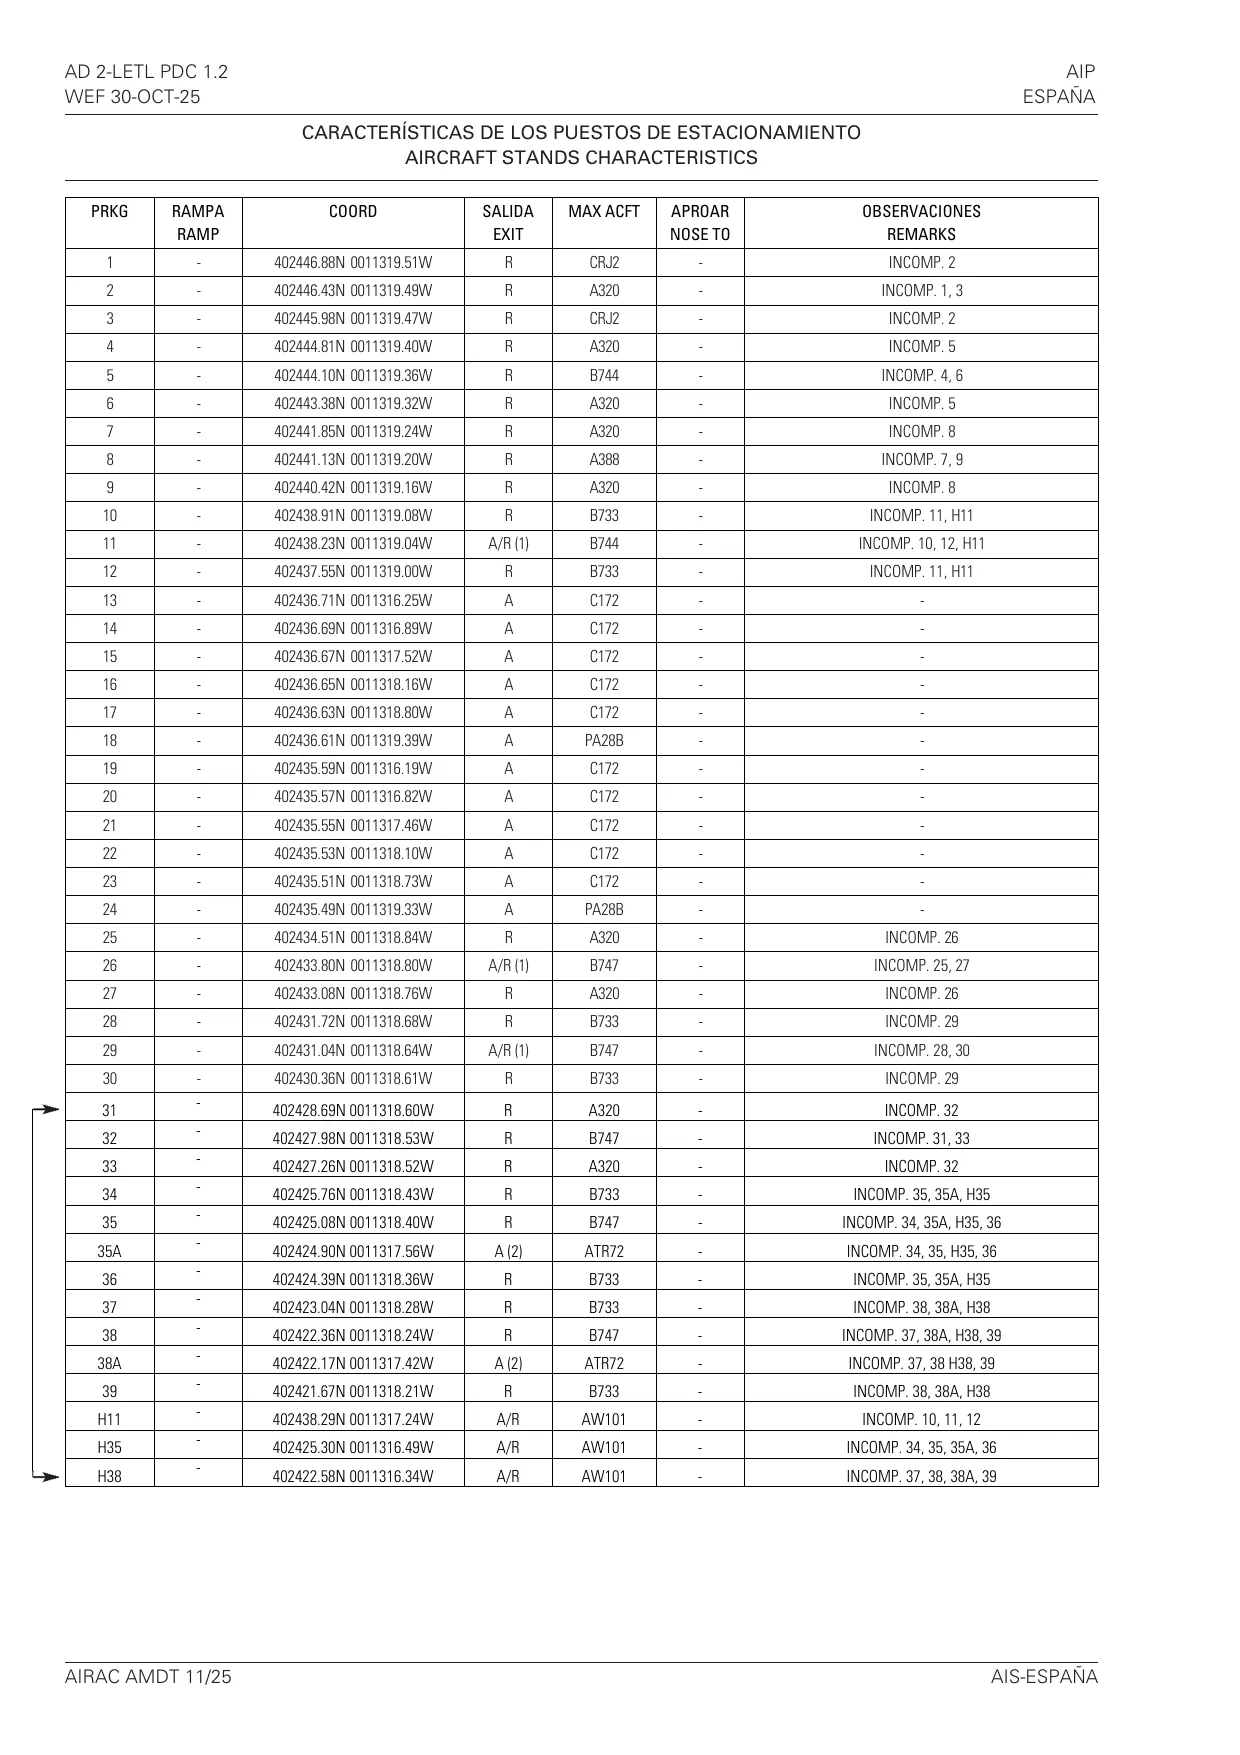 AD 2-LETL PDC 1.2 AIP
WEF 30-OCT-25 ESPAÑA
CARACTERÍSTICAS DE LOS PUESTOS DE ESTACIONAMIENTO
AIRCRAFT STANDS CHARACTERISTICS
PRKG RAMPA COORD SALIDA MAX ACFT APROAR OBSERVACIONES
RAMP EXIT NOSE TO REMARKS
1 - 402446.88N 0011319.51W R CRJ2 - INCOMP. 2
2 - 402446.43N 0011319.49W R A320 - INCOMP. 1, 3
3 - 402445.98N 0011319.47W R CRJ2 - INCOMP. 2
4 - 402444.81N 0011319.40W R A320 - INCOMP. 5
5 - 402444.10N 0011319.36W R B744 - INCOMP. 4, 6
6 - 402443.38N 0011319.32W R A320 - INCOMP. 5
7 - 402441.85N 0011319.24W R A320 - INCOMP. 8
8 - 402441.13N 0011319.20W R A388 - INCOMP. 7, 9
9 - 402440.42N 0011319.16W R A320 - INCOMP. 8
10 - 402438.91N 0011319.08W R B733 - INCOMP. 11, H11
11 - 402438.23N 0011319.04W A/R (1) B744 - INCOMP. 10, 12, H11
12 - 402437.55N 0011319.00W R B733 - INCOMP. 11, H11
13 - 402436.71N 0011316.25W A C172 - -
14 - 402436.69N 0011316.89W A C172 - -
15 - 402436.67N 0011317.52W A C172 - -
16 - 402436.65N 0011318.16W A C172 - -
17 - 402436.63N 0011318.80W A C172 - -
18 - 402436.61N 0011319.39W A PA28B - -
19 - 402435.59N 0011316.19W A C172 - -
20 - 402435.57N 0011316.82W A C172 - -
21 - 402435.55N 0011317.46W A C172 - -
22 - 402435.53N 0011318.10W A C172 - -
23 - 402435.51N 0011318.73W A C172 - -
24 - 402435.49N 0011319.33W A PA28B - -
25 - 402434.51N 0011318.84W R A320 - INCOMP. 26
26 - 402433.80N 0011318.80W A/R (1) B747 - INCOMP. 25, 27
27 - 402433.08N 0011318.76W R A320 - INCOMP. 26
28 - 402431.72N 0011318.68W R B733 - INCOMP. 29
29 - 402431.04N 0011318.64W A/R (1) B747 - INCOMP. 28, 30
30 - 402430.36N 0011318.61W R B733 - INCOMP. 29
31 - 402428.69N 0011318.60W R A320 - INCOMP. 32
32 - 402427.98N 0011318.53W R B747 - INCOMP. 31, 33
33 - 402427.26N 0011318.52W R A320 - INCOMP. 32
34 - 402425.76N 0011318.43W R B733 - INCOMP. 35, 35A, H35
35 - 402425.08N 0011318.40W R B747 - INCOMP. 34, 35A, H35, 36
35A - 402424.90N 0011317.56W A (2) ATR72 - INCOMP. 34, 35, H35, 36
36 - 402424.39N 0011318.36W R B733 - INCOMP. 35, 35A, H35
37 - 402423.04N 0011318.28W R B733 - INCOMP. 38, 38A, H38
38 - 402422.36N 0011318.24W R B747 - INCOMP. 37, 38A, H38, 39
38A - 402422.17N 0011317.42W A (2) ATR72 - INCOMP. 37, 38 H38, 39
39 - 402421.67N 0011318.21W R B733 - INCOMP. 38, 38A, H38
H11 - 402438.29N 0011317.24W A/R AW101 - INCOMP. 10, 11, 12
H35 - 402425.30N 0011316.49W A/R AW101 - INCOMP. 34, 35, 35A, 36
H38 - 402422.58N 0011316.34W A/R AW101 - INCOMP. 37, 38, 38A, 39
AIRAC AMDT 11/25 AIS-ESPAÑA